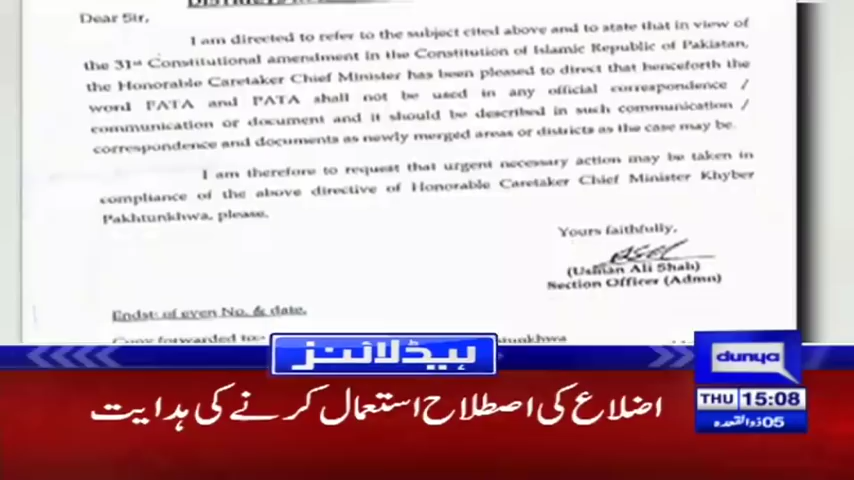 Dear Sir,
I am directed to refer to the subject cited above and to state that in view of
the 31st Constitutional amendment in the Constitution of Islamic Republic of Pakistan,
the Honorable Caretaker Chief Minister has been pleased to direct that henceforth the
word FATA and PATA shall not be used in any official correspondence /
communication or document and it should be described in such communication /
correspondence and documents as newly merged areas or districts as the case may be.
I am therefore to request that urgent necessary action may be taken in
compliance of the above directive of Honorable Caretaker Chief Minister Khyber
Pakhtunkhwa, please.
Yours faithfully,
(Usman Ali Shah)
Section Officer (Admn)
Endst: of even No. & date.
Copy forwarded to:-
ہیڈلائنز
dunya
THU 15:08
05 ذوالقعدہ
اضلاع کی اصطلاح استعمال کرنے کی ہدایت